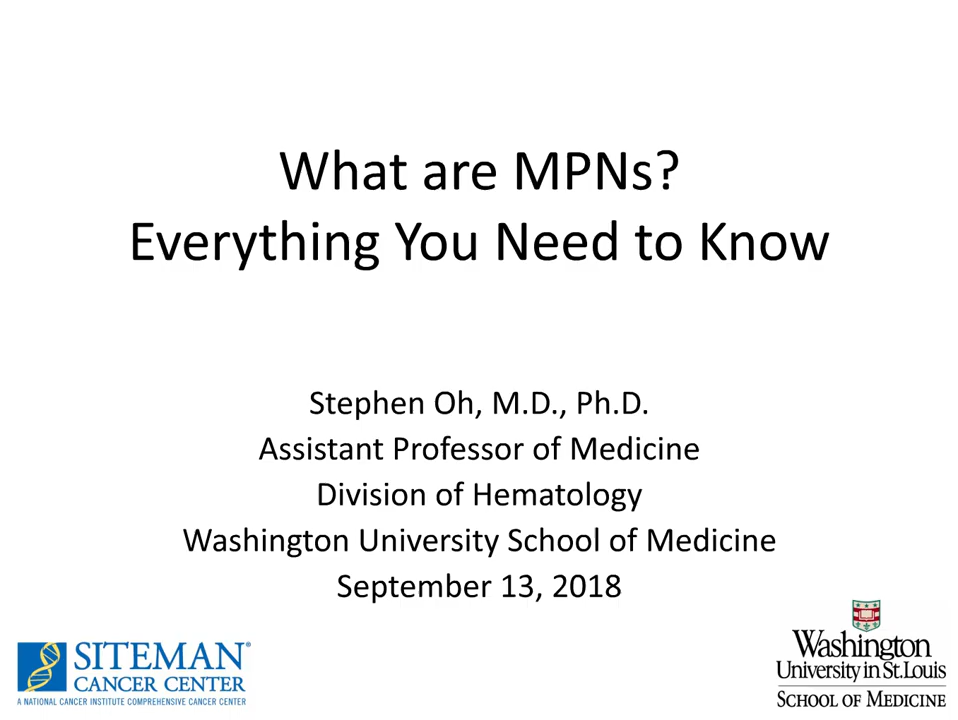 What are MPNs?
Everything You Need to Know
Stephen Oh, M.D., Ph.D.
Assistant Professor of Medicine
Division of Hematology
Washington University School of Medicine
September 13, 2018
SITEMAN®
CANCER CENTER
A NATIONAL CANCER INSTITUTE COMPREHENSIVE CANCER CENTER
Washington
University in St. Louis
SCHOOL OF MEDICINE